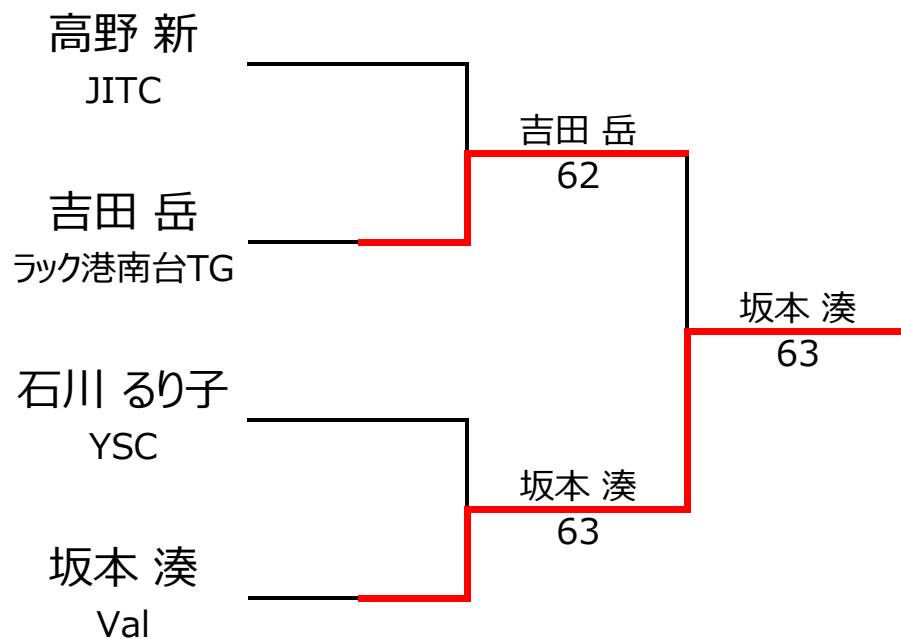 高野 新
JITC
吉田 岳
62
吉田 岳
ラック港南台TG
坂本 湊
63
石川 るり子
YSC
坂本 湊
63
坂本 湊
Val